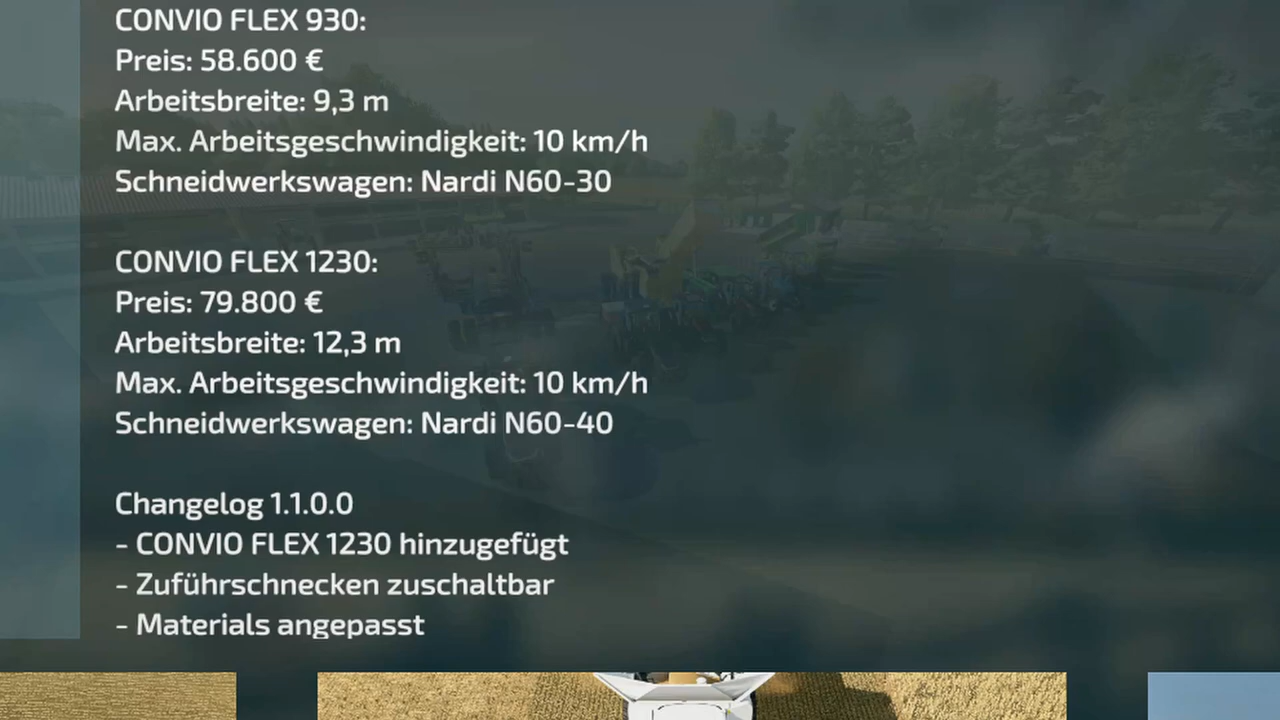 CONVIO FLEX 930:
Preis: 58.600 €
Arbeitsbreite: 9,3 m
Max. Arbeitsgeschwindigkeit: 10 km/h
Schneidwerkswagen: Nardi N60-30
CONVIO FLEX 1230:
Preis: 79.800 €
Arbeitsbreite: 12,3 m
Max. Arbeitsgeschwindigkeit: 10 km/h
Schneidwerkswagen: Nardi N60-40
Changelog 1.1.0.0
- CONVIO FLEX 1230 hinzugefügt
- Zuführschnecken zuschaltbar
- Materials angepasst